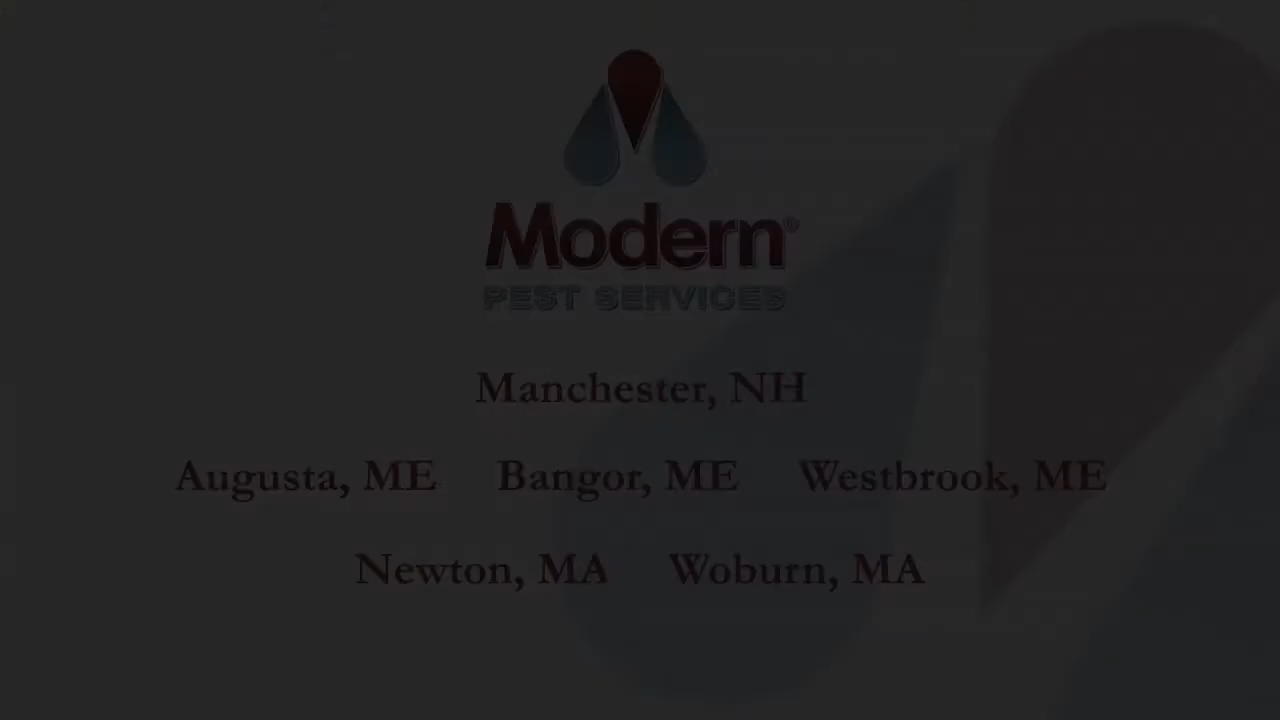 Modern®
PEST SERVICES
Manchester, NH
Augusta, ME Bangor, ME Westbrook, ME
Newton, MA Woburn, MA